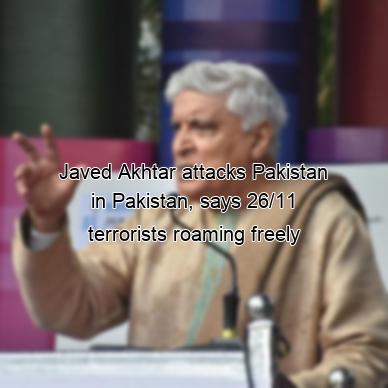 Javed Akhtar attacks Pakistan
in Pakistan, says 26/11
terrorists roaming freely